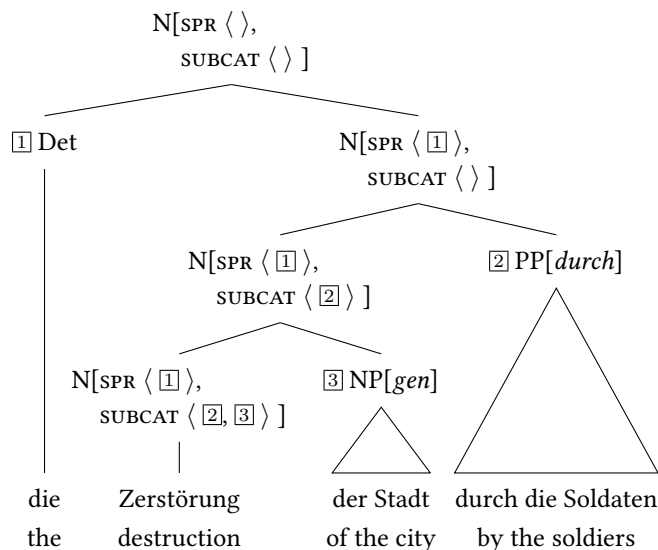 N[SPR ⟨ ⟩,
SUBCAT ⟨ ⟩ ]
1 Det
N[SPR ⟨ 1 ⟩,
SUBCAT ⟨ ⟩ ]
N[SPR ⟨ 1 ⟩,
SUBCAT ⟨ 2 ⟩ ]
2 PP[durch]
N[SPR ⟨ 1 ⟩,
SUBCAT ⟨ 2, 3 ⟩ ]
3 NP[gen]
die Zerstörung der Stadt durch die Soldaten
the destruction of the city by the soldiers